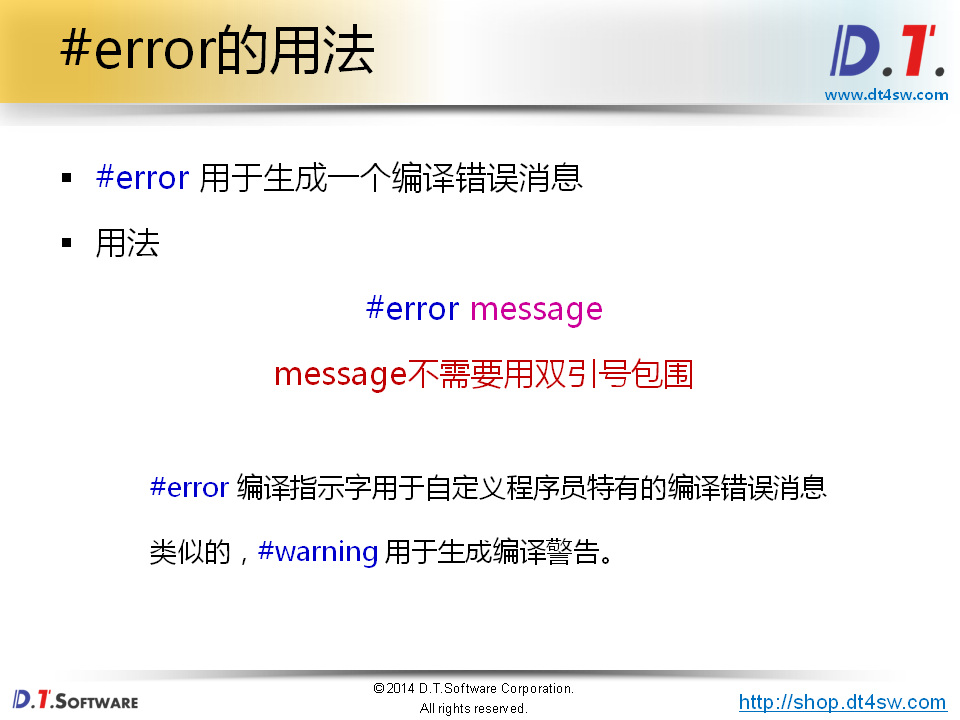 #error的用法
D.T.
www.dt4sw.com
▪ #error 用于生成一个编译错误消息
▪ 用法
#error message
message不需要用双引号包围
#error 编译指示字用于自定义程序员特有的编译错误消息
类似的，#warning 用于生成编译警告。
D.T.SOFTWARE
©2014 D.T.Software Corporation.
All rights reserved.
http://shop.dt4sw.com